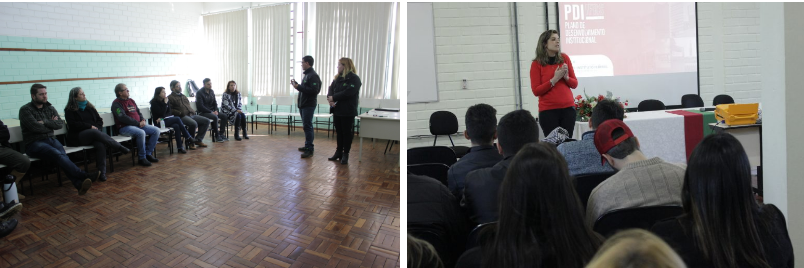 PDI
PLANO DE
DESENVOLVIMENTO
INSTITUCIONAL